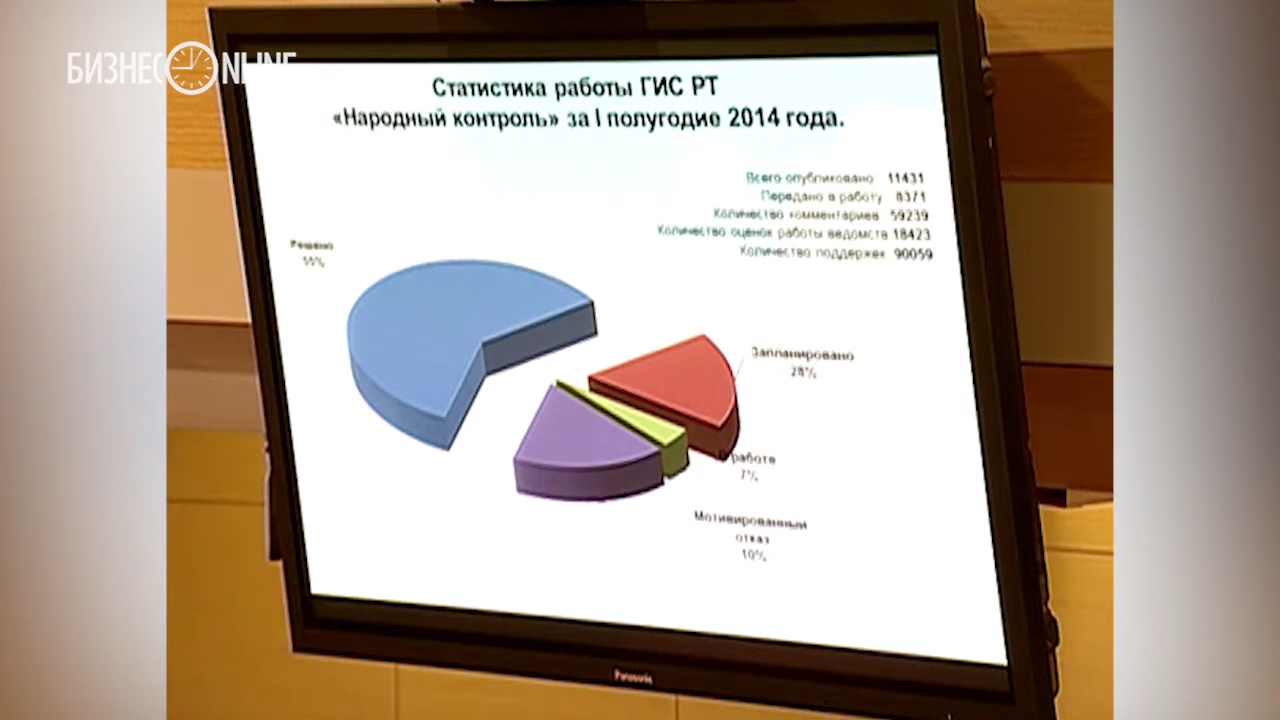 БИЗНЕС ONLINE
Статистика работы ГИС РТ
«Народный контроль» за I полугодие 2014 года.
Всего опубликовано 11431
Передано в работу 8371
Количество комментариев 59239
Количество оценок работы ведомств 18423
Количество поддержек 90059
Решено
55%
Запланировано
28%
работе
7%
Мотивированный
отказ
10%
Panasonic